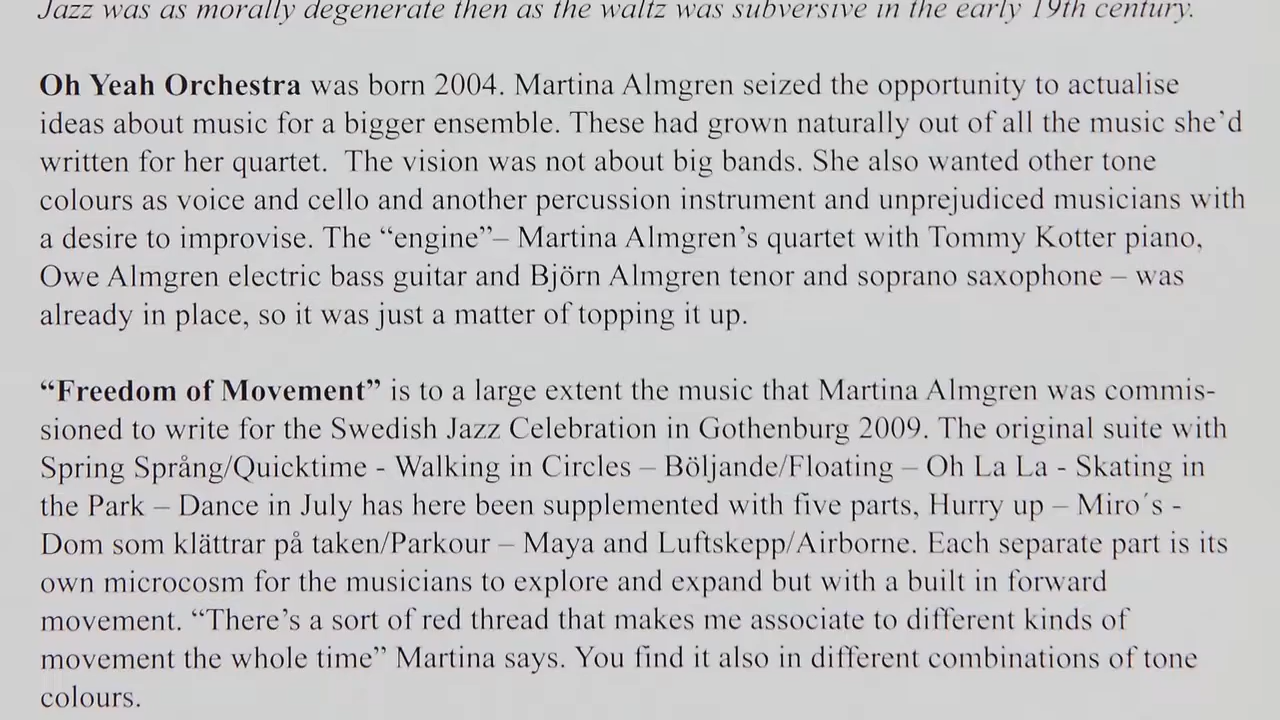 Jazz was as morally degenerate then as the waltz was subversive in the early 19th century.
Oh Yeah Orchestra was born 2004. Martina Almgren seized the opportunity to actualise
ideas about music for a bigger ensemble. These had grown naturally out of all the music she’d
written for her quartet.  The vision was not about big bands. She also wanted other tone
colours as voice and cello and another percussion instrument and unprejudiced musicians with
a desire to improvise. The “engine”– Martina Almgren’s quartet with Tommy Kotter piano,
Owe Almgren electric bass guitar and Björn Almgren tenor and soprano saxophone – was
already in place, so it was just a matter of topping it up.
“Freedom of Movement” is to a large extent the music that Martina Almgren was commis-
sioned to write for the Swedish Jazz Celebration in Gothenburg 2009. The original suite with
Spring Språng/Quicktime - Walking in Circles – Böljande/Floating – Oh La La - Skating in
the Park – Dance in July has here been supplemented with five parts, Hurry up – Miro´s -
Dom som klättrar på taken/Parkour – Maya and Luftskepp/Airborne. Each separate part is its
own microcosm for the musicians to explore and expand but with a built in forward
movement. “There’s a sort of red thread that makes me associate to different kinds of
movement the whole time” Martina says. You find it also in different combinations of tone
colours.